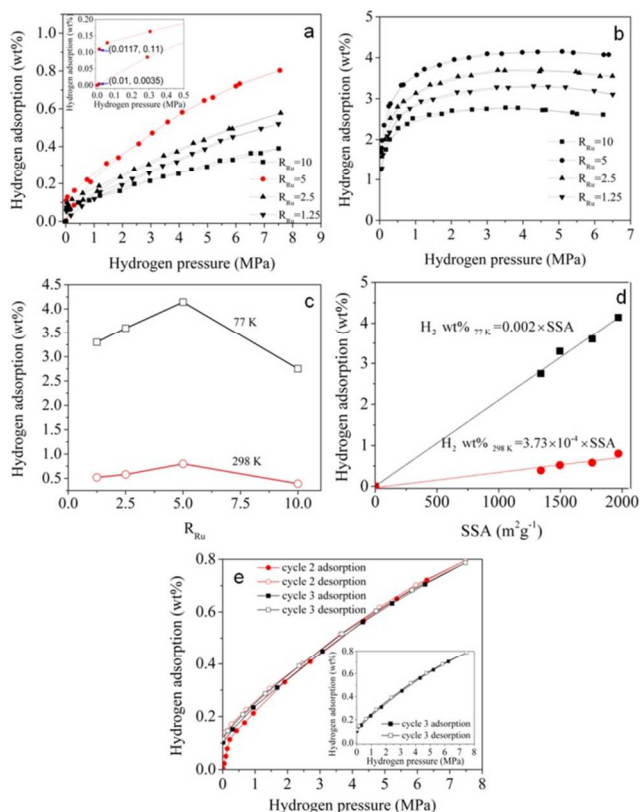 a
Hydrogen adsorption (wt%)
1.0
0.8
0.6
0.4
0.2
0.0
0 1 2 3 4 5 6 7 8 9
Hydrogen pressure (MPa)
Hydrogen adsorption (wt%)
0.20
0.15
0.10
0.05
0.00
(0.0117, 0.11)
(0.01, 0.0035)
0.0 0.1 0.2 0.3 0.4 0.5
Hydrogen pressure (MPa)
R_Ru=10
R_Ru=5
R_Ru=2.5
R_Ru=1.25
b
Hydrogen adsorption (wt%)
5
4
3
2
1
0
0 1 2 3 4 5 6 7
Hydrogen pressure (MPa)
R_Ru=10
R_Ru=5
R_Ru=2.5
R_Ru=1.25
c
Hydrogen adsorption (wt%)
4.5
4.0
3.5
3.0
2.5
2.0
1.5
1.0
0.5
77 K
298 K
0.0 2.5 5.0 7.5 10.0
R_Ru
d
Hydrogen adsorption (wt%)
5
4
3
2
1
0
H₂ wt% 77 K=0.002×SSA
H₂ wt% 298 K=3.73×10⁻⁴×SSA
0 500 1000 1500 2000
SSA (m²g⁻¹)
e
Hydrogen adsorption (wt%)
0.8
0.6
0.4
0.2
0.0
cycle 2 adsorption
cycle 2 desorption
cycle 3 adsorption
cycle 3 desorption
0 1 2 3 4 5 6 7 8
Hydrogen pressure (MPa)
Hydrogen adsorption (wt%)
0.8
0.6
0.4
0.2
0.0
cycle 3 adsorption
cycle 3 desorption
0 1 2 3 4 5 6 7 8
Hydrogen pressure (MPa)